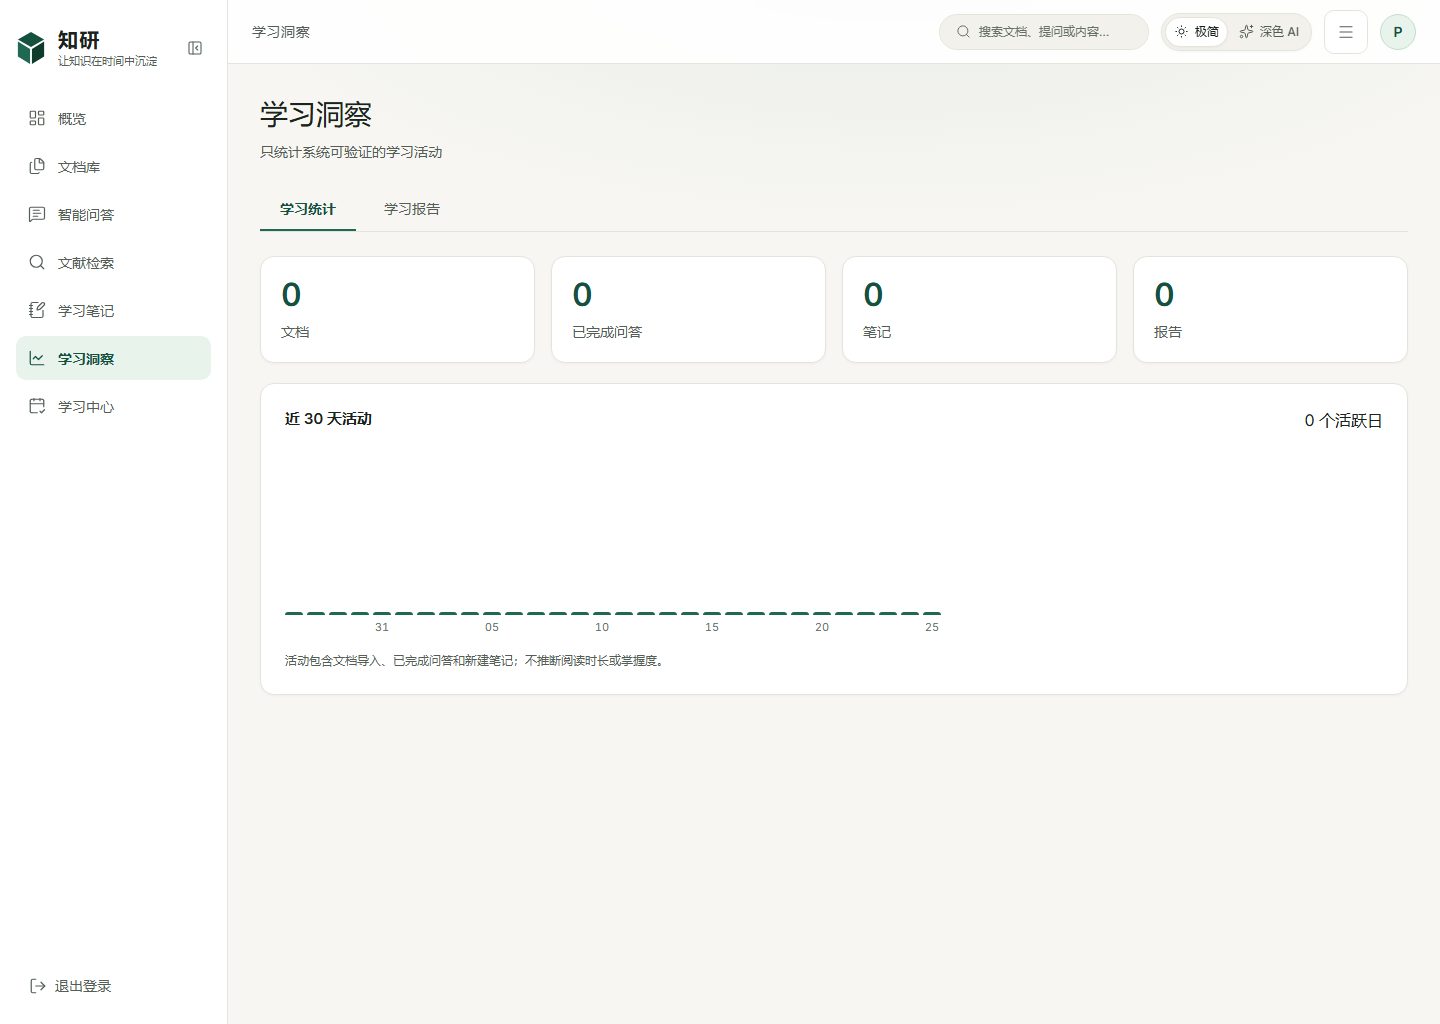 知研
让知识在时间中沉淀
概览
文档库
智能问答
文献检索
学习笔记
学习洞察
学习中心
退出登录
学习洞察
搜索文档、提问或内容...
极简
深色 AI
P
学习洞察
只统计系统可验证的学习活动
学习统计
学习报告
0
文档
0
已完成问答
0
笔记
0
报告
近 30 天活动
0 个活跃日
31 05 10 15 20 25
活动包含文档导入、已完成问答和新建笔记；不推断阅读时长或掌握度。